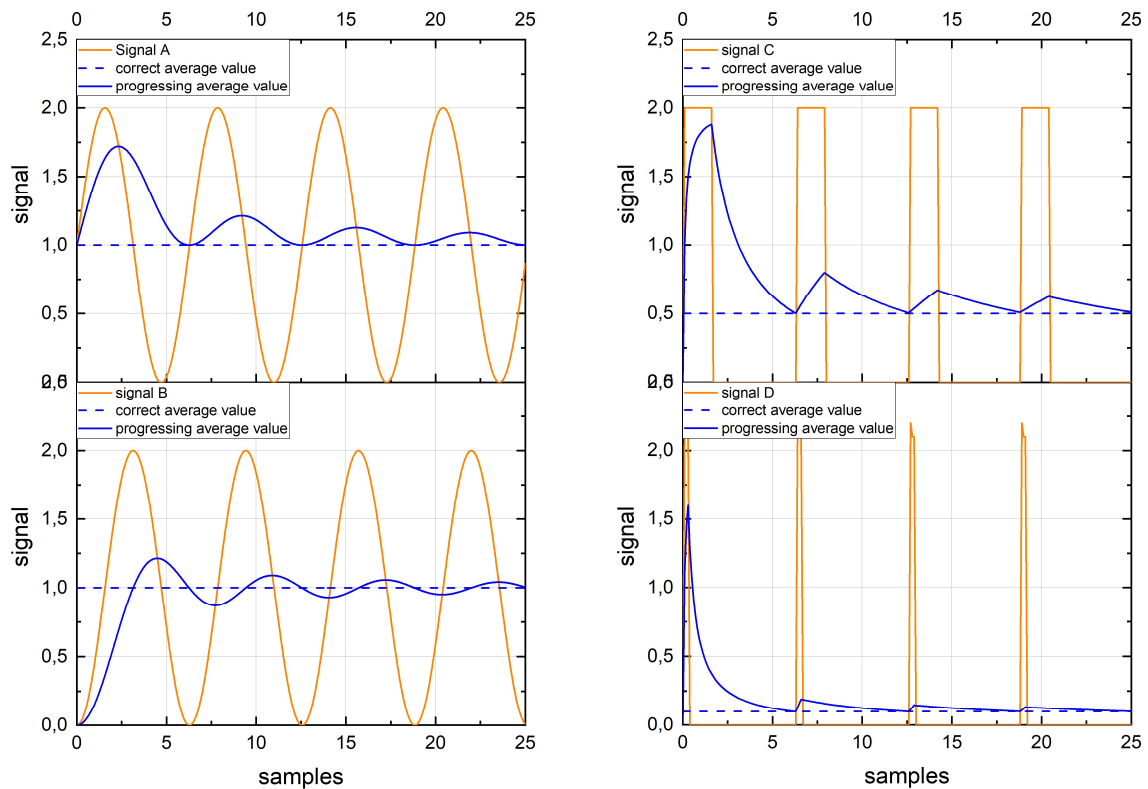 0 5 10 15 20 25
2,5
2,0
1,5
1,0
0,5
signal
Signal A
correct average value
progressing average value
2,0
1,5
1,0
0,5
0,0
signal
signal B
correct average value
progressing average value
0 5 10 15 20 25
samples
0 5 10 15 20 25
2,5
2,0
1,5
1,0
0,5
signal
signal C
correct average value
progressing average value
2,0
1,5
1,0
0,5
0,0
signal
signal D
correct average value
progressing average value
0 5 10 15 20 25
samples